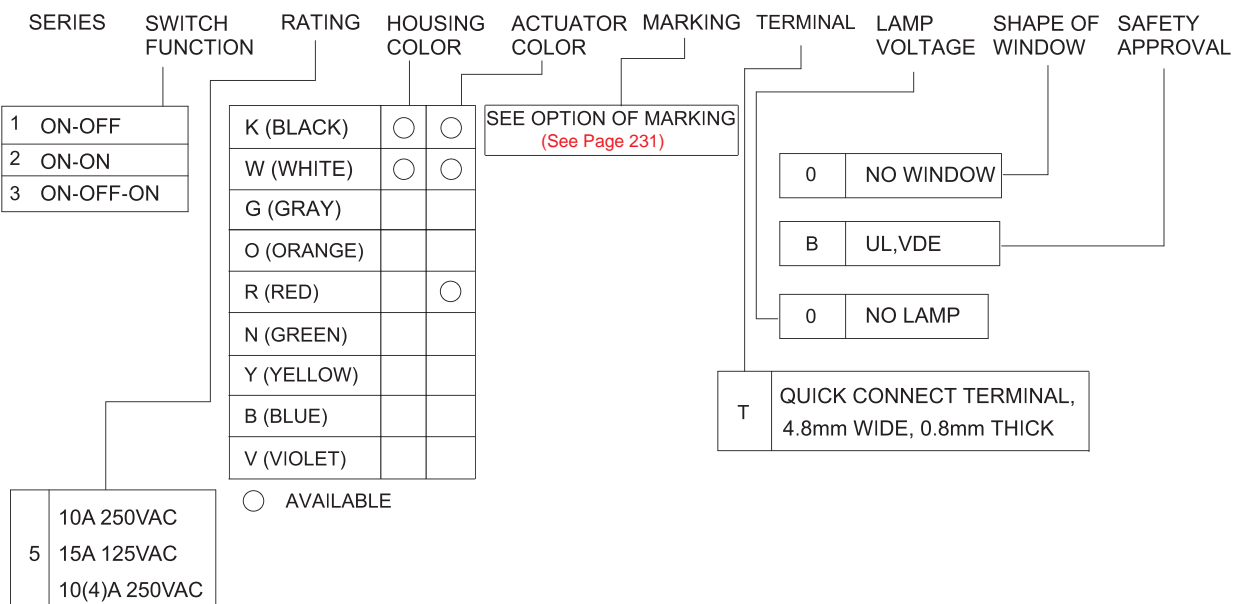 SERIES
SWITCH
FUNCTION
RATING
HOUSING
COLOR
ACTUATOR
COLOR
MARKING
TERMINAL
LAMP
VOLTAGE
SHAPE OF
WINDOW
SAFETY
APPROVAL
1 ON-OFF
2 ON-ON
3 ON-OFF-ON
K (BLACK)
W (WHITE)
G (GRAY)
O (ORANGE)
R (RED)
N (GREEN)
Y (YELLOW)
B (BLUE)
V (VIOLET)
AVAILABLE
SEE OPTION OF MARKING
(See Page 231)
0 NO WINDOW
B UL,VDE
0 NO LAMP
T
QUICK CONNECT TERMINAL,
4.8mm WIDE, 0.8mm THICK
10A 250VAC
5 15A 125VAC
10(4)A 250VAC